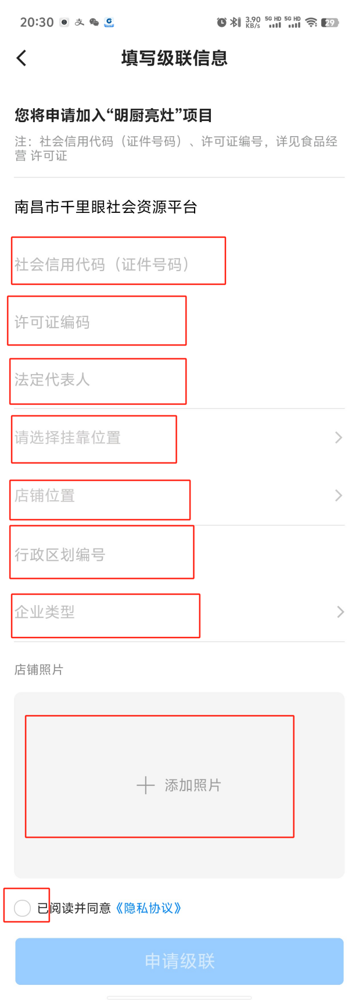 20:30 支 3.90 KB/s 5G HD 5G HD 29
填写级联信息
您将申请加入“明厨亮灶”项目
注：社会信用代码（证件号码）、许可证编号，详见食品经
营 许可证
南昌市千里眼社会资源平台
社会信用代码（证件号码）
许可证编码
法定代表人
请选择挂靠位置
店铺位置
行政区划编号
企业类型
店铺照片
添加照片
已阅读并同意《隐私协议》
申请级联